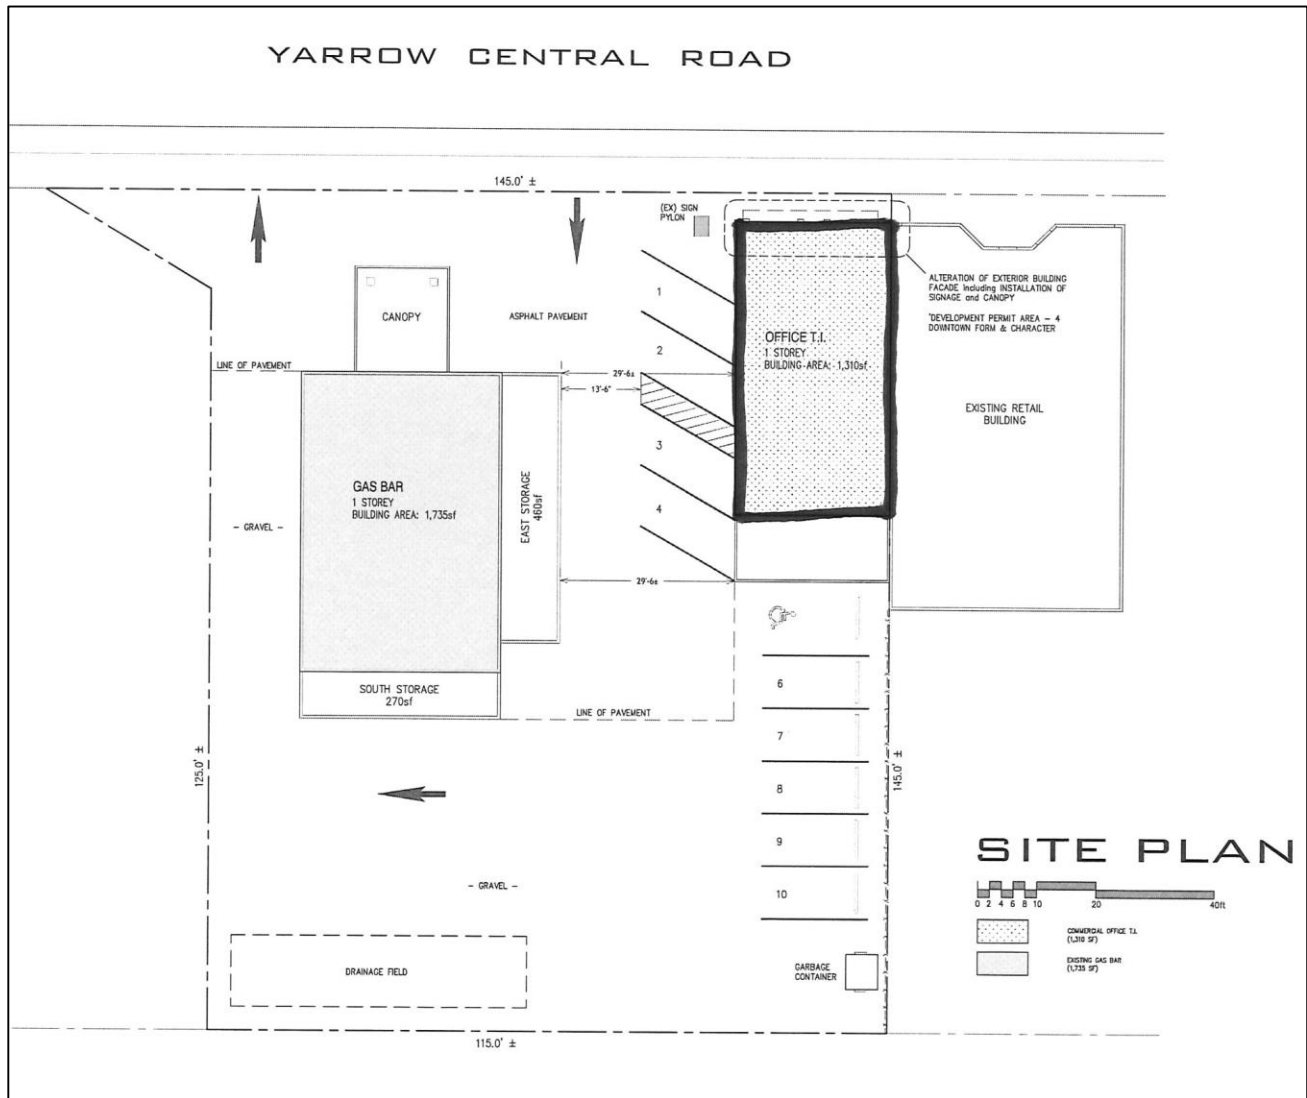 YARROW CENTRAL ROAD
145.0' ±
(EX) SIGN
PYLON
ALTERATION OF EXTERIOR BUILDING
FACADE including INSTALLATION OF
SIGNAGE and CANOPY
*DEVELOPMENT PERMIT AREA - 4
DOWNTOWN FORM & CHARACTER
CANOPY
ASPHALT PAVEMENT
1
2
OFFICE T.I.
1 STOREY
BUILDING AREA: 1,310sf
LINE OF PAVEMENT
29'-6±
13'-6"
EXISTING RETAIL
BUILDING
3
GAS BAR
1 STOREY
BUILDING AREA: 1,735sf
EAST STORAGE
460sf
4
- GRAVEL -
29'-6±
6
SOUTH STORAGE
270sf
LINE OF PAVEMENT
7
125.0' ±
145.0' ±
8
9
10
- GRAVEL -
SITE PLAN
0 2 4 6 8 10 20 40ft
COMMERCIAL OFFICE T.I.
(1,310 SF)
EXISTING GAS BAR
(1,735 SF)
DRAINAGE FIELD
GARBAGE
CONTAINER
115.0' ±